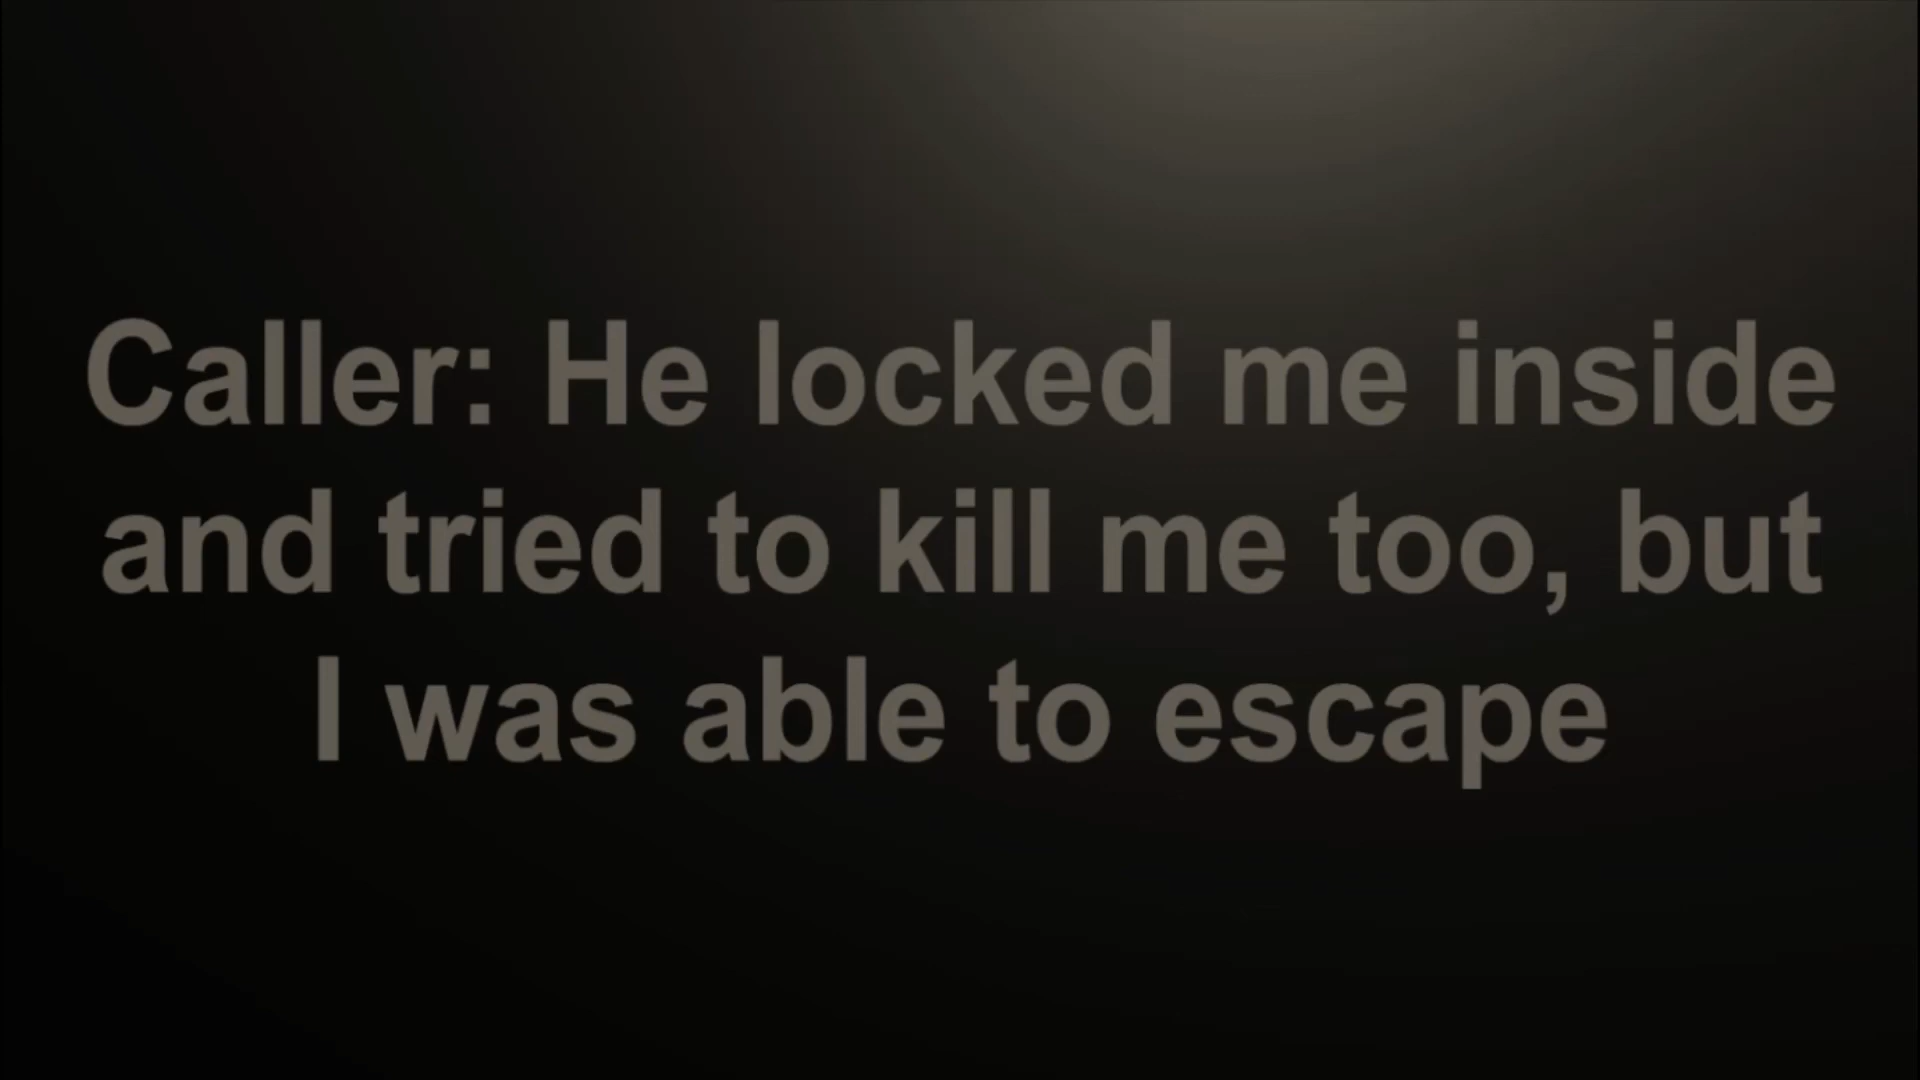 Caller: He locked me inside
and tried to kill me too, but
I was able to escape